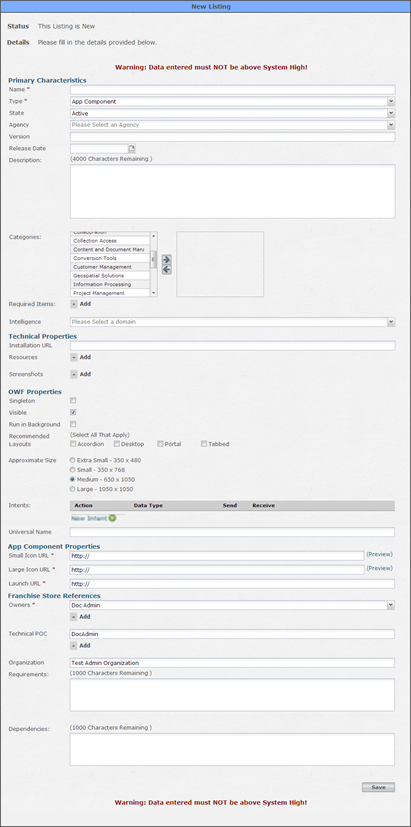 New Listing
Status This Listing is New
Details Please fill in the details provided below.
Warning: Data entered must NOT be above System High!
Primary Characteristics
Name *
Type * App Component
State Active
Agency Please Select an Agency
Version
Release Date
Description: (4000 Characters Remaining )
Categories:
Collaboration
Collection Access
Content and Document Man
Conversion Tools
Customer Management
Geospatial Solutions
Information Processing
Project Management
Required Items: + Add
Intelligence Please Select a domain
Technical Properties
Installation URL
Resources + Add
Screenshots + Add
OWF Properties
Singleton
Visible
Run in Background
Recommended Layouts (Select All That Apply)
Accordion Desktop Portal Tabbed
Approximate Size Extra Small - 350 x 480
Small - 350 x 768
Medium - 650 x 1050
Large - 1050 x 1050
Intents: Action Data Type Send Receive
New Intent
Universal Name
App Component Properties
Small Icon URL * http:// (Preview)
Large Icon URL * http:// (Preview)
Launch URL * http://
Franchise Store References
Owners * Doc Admin
+ Add
Technical POC DocAdmin
+ Add
Organization Test Admin Organization
Requirements: (1000 Characters Remaining )
Dependencies: (1000 Characters Remaining )
Save
Warning: Data entered must NOT be above System High!